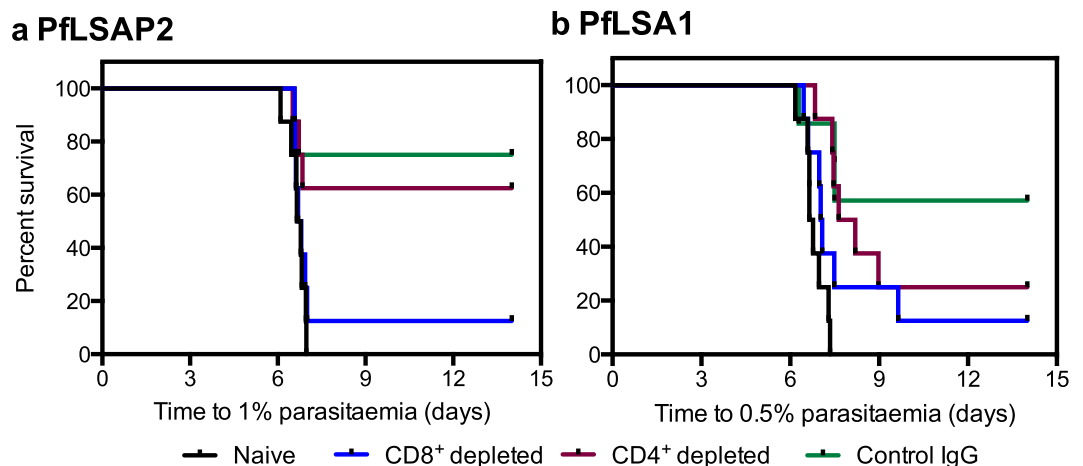 a PfLSAP2
b PfLSA1
Percent survival
100
80
60
40
20
0
0 3 6 9 12 15
Time to 1% parasitaemia (days)
100
80
60
40
20
0
0 3 6 9 12 15
Time to 0.5% parasitaemia (days)
Naive CD8+ depleted CD4+ depleted Control IgG